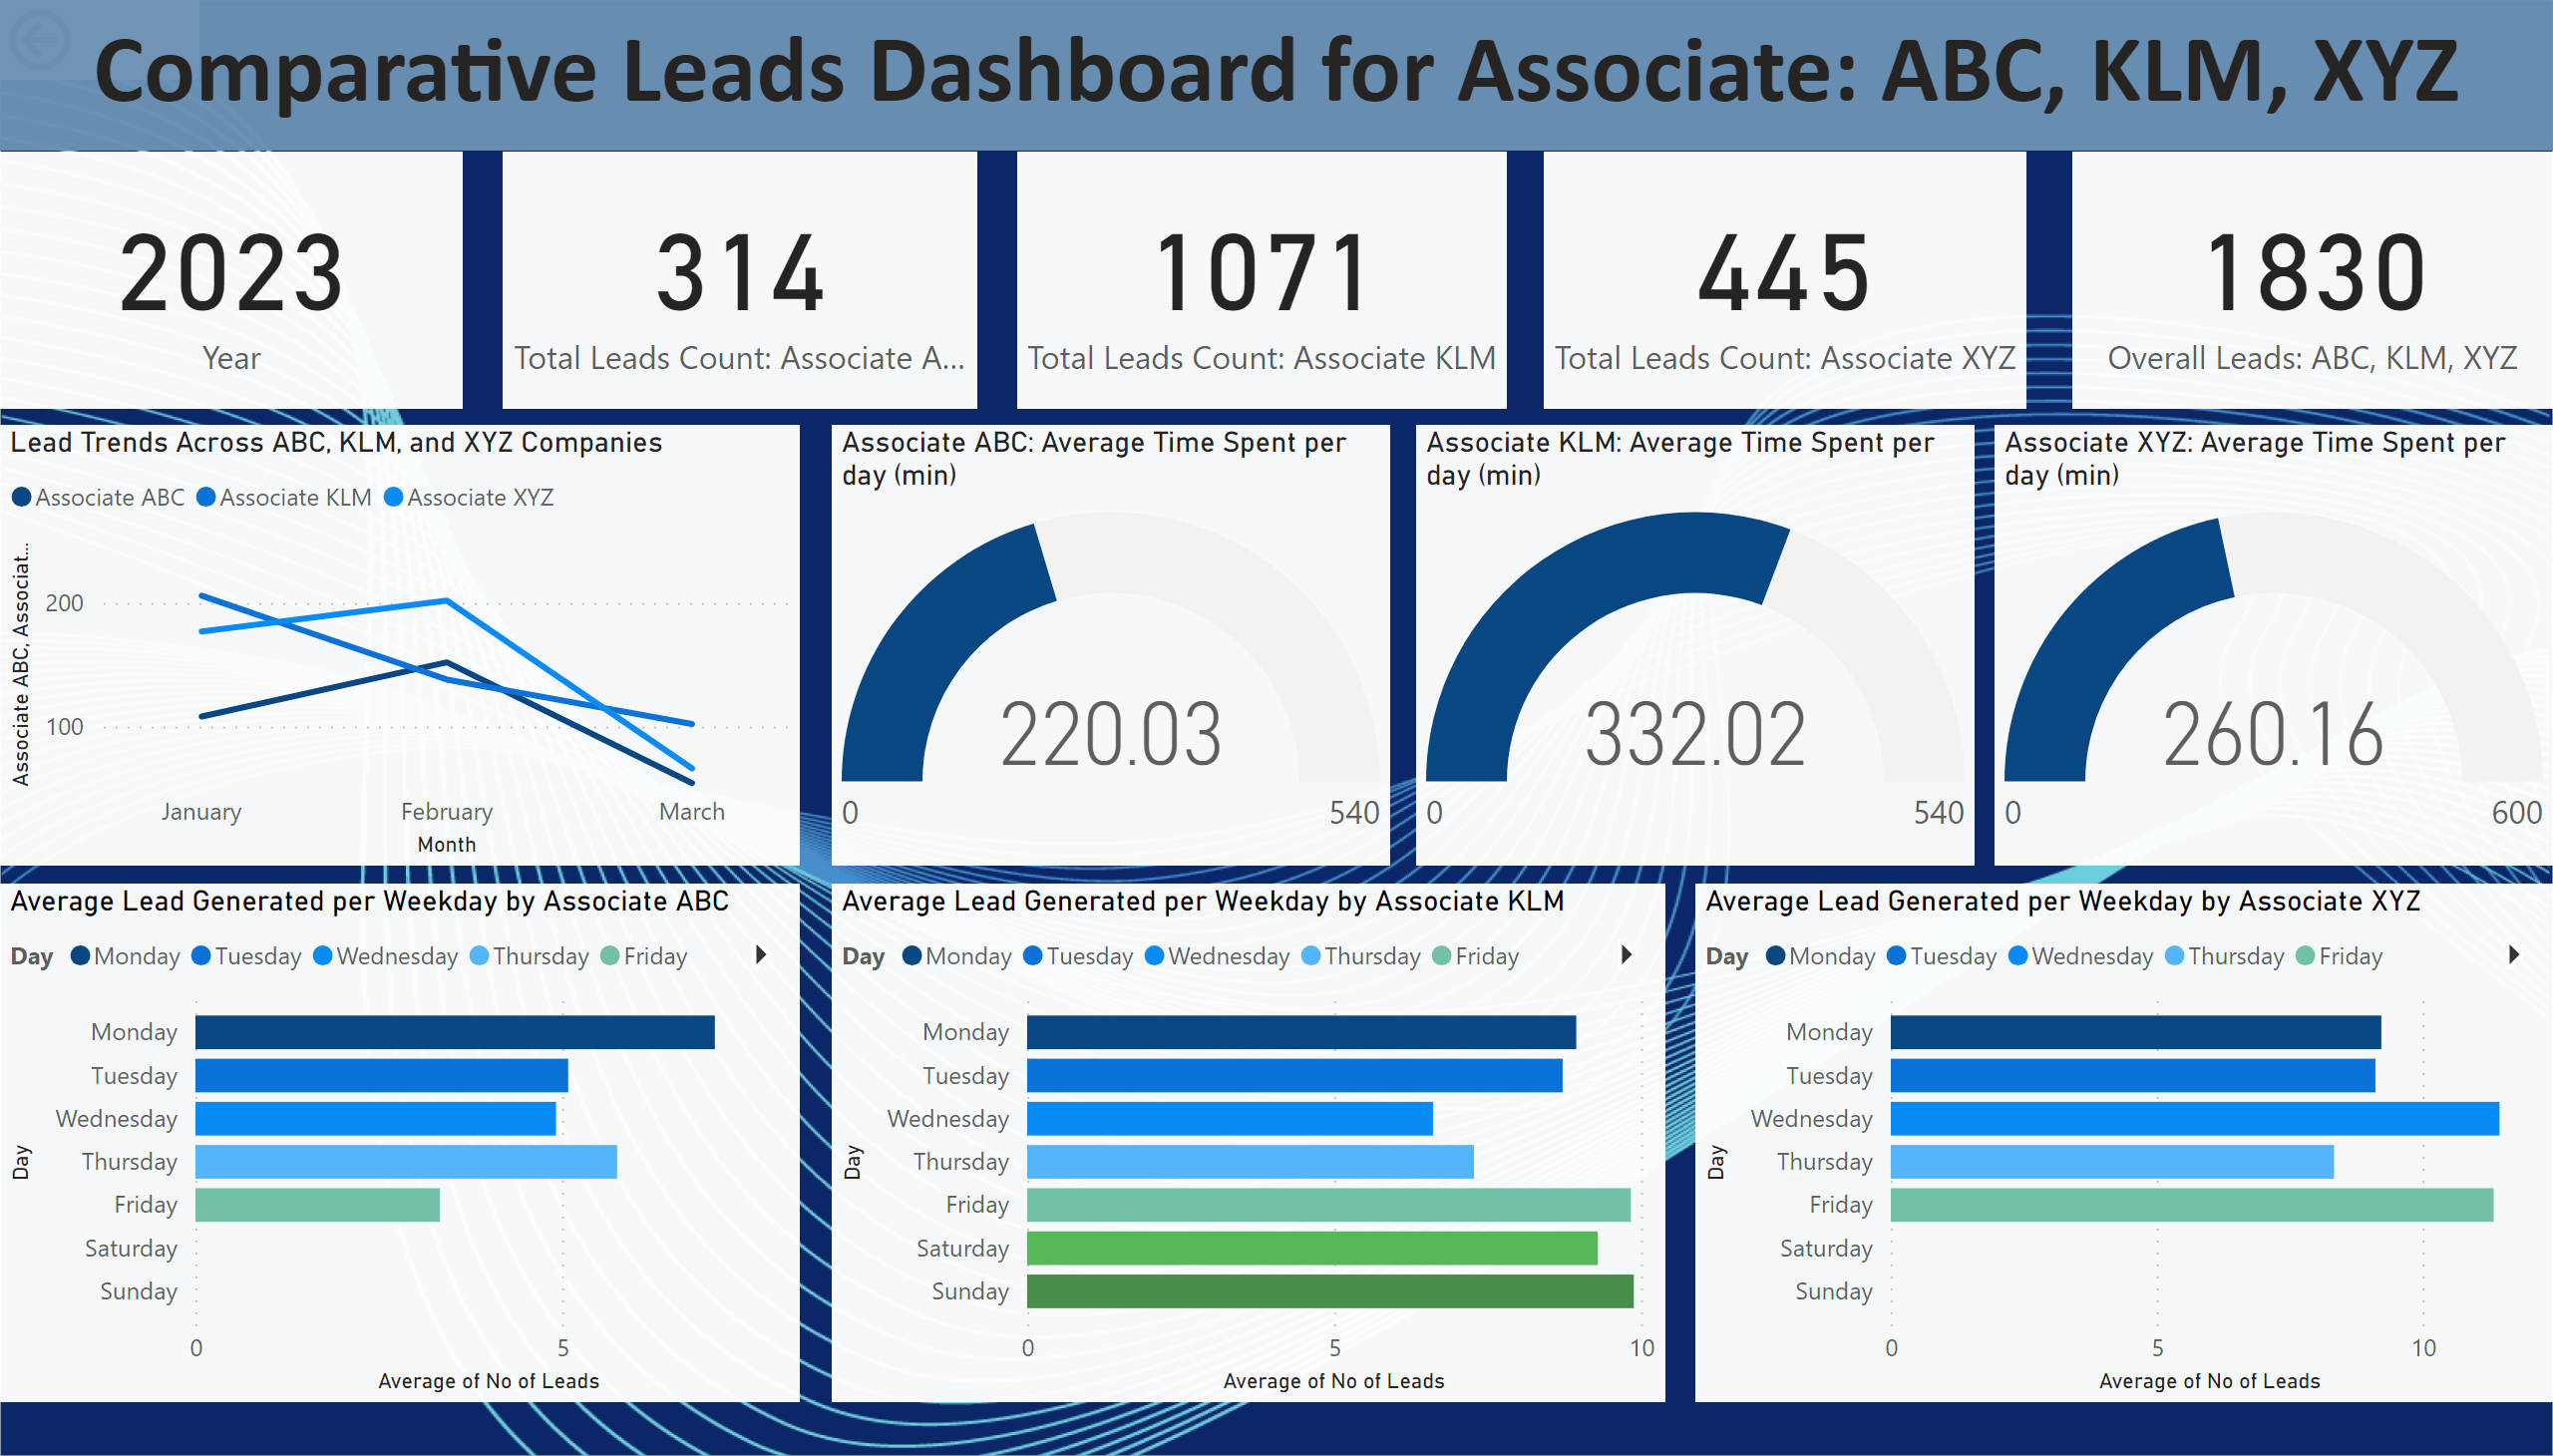 Comparative Leads Dashboard for Associate: ABC, KLM, XYZ
2023
Year
314
Total Leads Count: Associate A...
1071
Total Leads Count: Associate KLM
445
Total Leads Count: Associate XYZ
1830
Overall Leads: ABC, KLM, XYZ
Lead Trends Across ABC, KLM, and XYZ Companies
Associate ABC Associate KLM Associate XYZ
Associate ABC, Associat...
200
100
January February March
Month
Associate ABC: Average Time Spent per
day (min)
220.03
0 540
Associate KLM: Average Time Spent per
day (min)
332.02
0 540
Associate XYZ: Average Time Spent per
day (min)
260.16
0 600
Average Lead Generated per Weekday by Associate ABC
Day Monday Tuesday Wednesday Thursday Friday
Day
Monday
Tuesday
Wednesday
Thursday
Friday
Saturday
Sunday
0 5
Average of No of Leads
Average Lead Generated per Weekday by Associate KLM
Day Monday Tuesday Wednesday Thursday Friday
Day
Monday
Tuesday
Wednesday
Thursday
Friday
Saturday
Sunday
0 5 10
Average of No of Leads
Average Lead Generated per Weekday by Associate XYZ
Day Monday Tuesday Wednesday Thursday Friday
Day
Monday
Tuesday
Wednesday
Thursday
Friday
Saturday
Sunday
0 5 10
Average of No of Leads